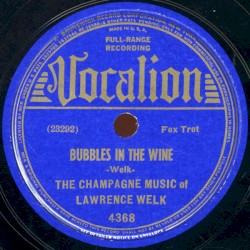 MADE IN U.S.A.
FULL-RANGE
RECORDING
Vocalion
(23292) Fox Trot
BUBBLES IN THE WINE
-Welk-
THE CHAMPAGNE MUSIC of
LAWRENCE WELK
4368